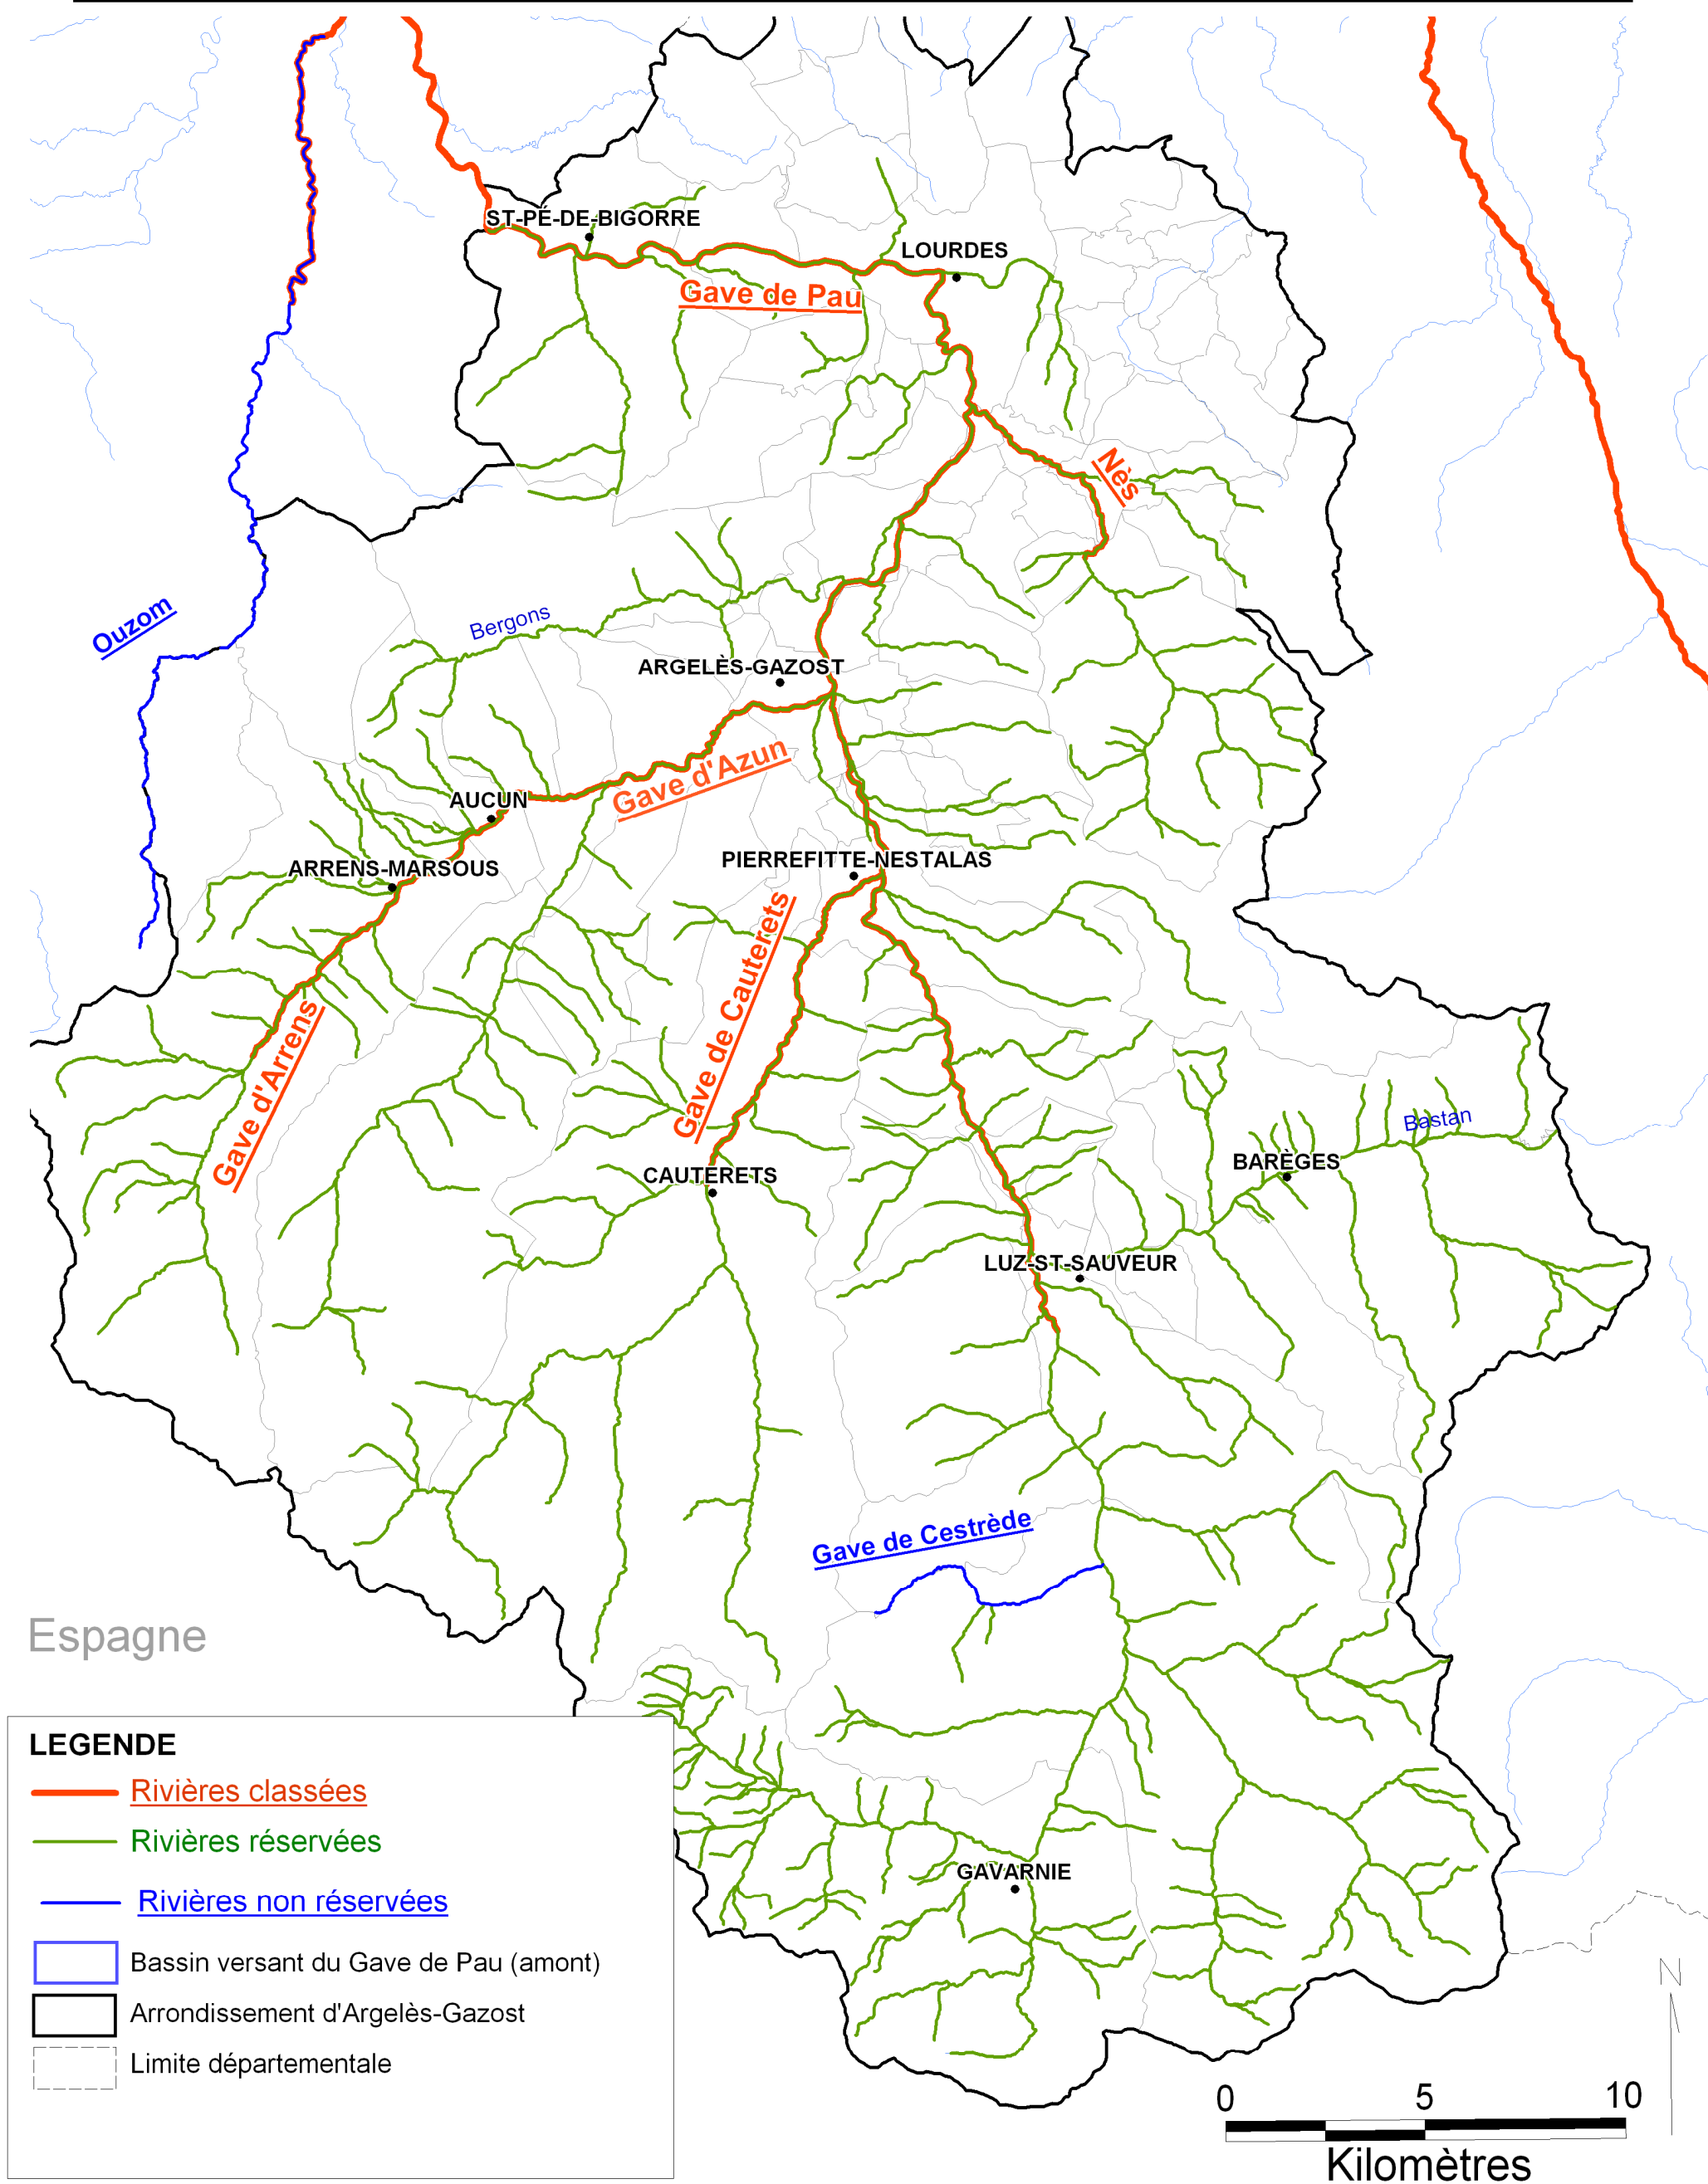 ST-PÉ-DE-BIGORRE
LOURDES
Gave de Pau
Nès
Ouzom
Bergons
ARGELÈS-GAZOST
Gave d'Azun
AUCUN
PIERREFITTE-NESTALAS
ARRENS-MARSOUS
Gave de Cauterets
Gave d'Arrens
Bastan
BARÈGES
CAUTERETS
LUZ-ST-SAUVEUR
Gave de Cestrède
Espagne
LEGENDE
Rivières classées
Rivières réservées
Rivières non réservées
Bassin versant du Gave de Pau (amont)
Arrondissement d'Argelès-Gazost
Limite départementale
GAVARNIE
N
0 5 10
Kilomètres